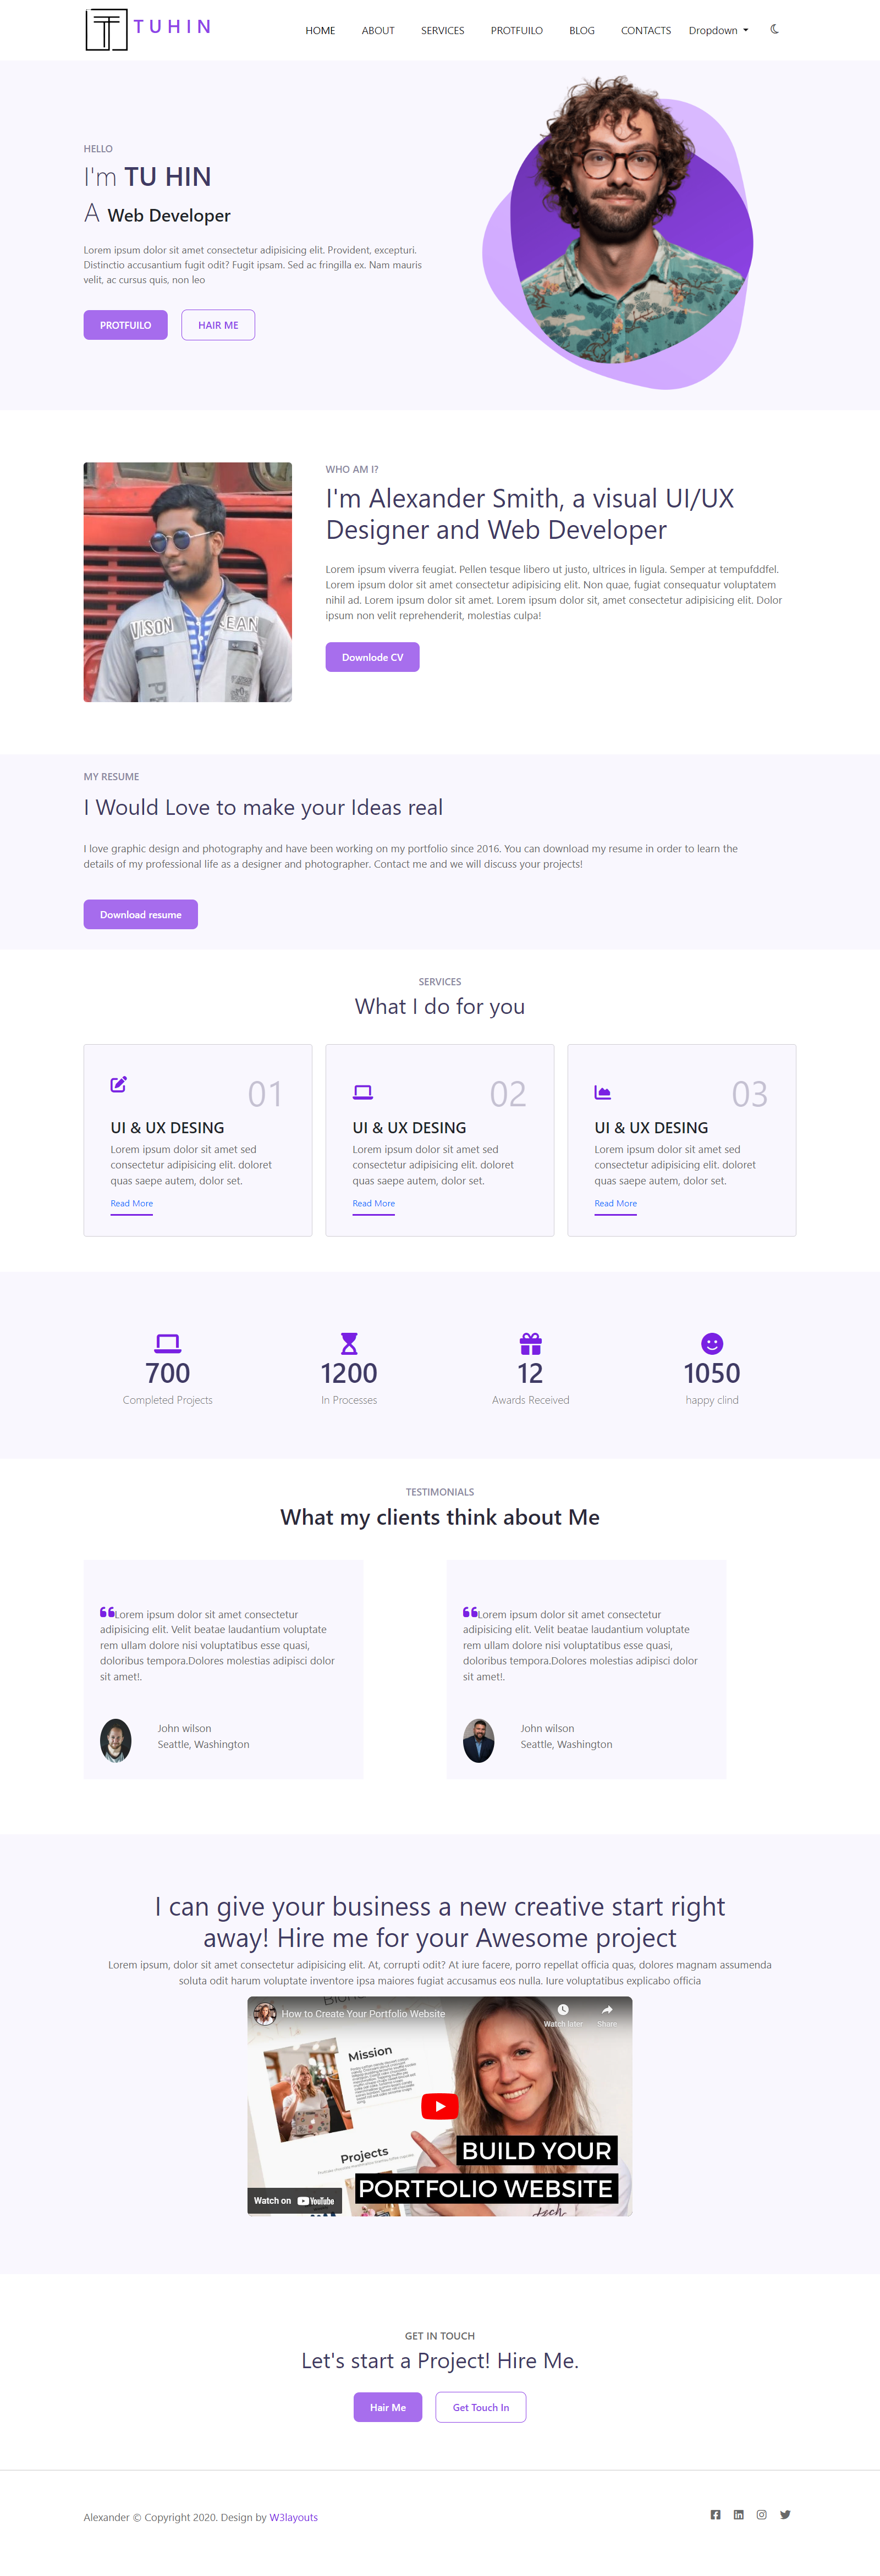 TUHIN
HOME ABOUT SERVICES PROTFUILO BLOG CONTACTS Dropdown
HELLO
I'm TU HIN
A Web Developer
Lorem ipsum dolor sit amet consectetur adipisicing elit. Provident, excepturi.
Distinctio accusantium fugit odit? Fugit ipsam. Sed ac fringilla ex. Nam mauris
velit, ac cursus quis, non leo
PROTFUILO HAIR ME
WHO AM I?
I'm Alexander Smith, a visual UI/UX
Designer and Web Developer
Lorem ipsum viverra feugiat. Pellen tesque libero ut justo, ultrices in ligula. Semper at tempufddfel.
Lorem ipsum dolor sit amet consectetur adipisicing elit. Non quae, fugiat consequatur voluptatem
nihil ad. Lorem ipsum dolor sit amet. Lorem ipsum dolor sit, amet consectetur adipisicing elit. Dolor
ipsum non velit reprehenderit, molestias culpa!
Downlode CV
VISON KEAN
MY RESUME
I Would Love to make your Ideas real
I love graphic design and photography and have been working on my portfolio since 2016. You can download my resume in order to learn the
details of my professional life as a designer and photographer. Contact me and we will discuss your projects!
Download resume
SERVICES
What I do for you
01
UI & UX DESING
Lorem ipsum dolor sit amet sed
consectetur adipisicing elit. doloret
quas saepe autem, dolor set.
Read More
02
UI & UX DESING
Lorem ipsum dolor sit amet sed
consectetur adipisicing elit. doloret
quas saepe autem, dolor set.
Read More
03
UI & UX DESING
Lorem ipsum dolor sit amet sed
consectetur adipisicing elit. doloret
quas saepe autem, dolor set.
Read More
700
Completed Projects
1200
In Processes
12
Awards Received
1050
happy clind
TESTIMONIALS
What my clients think about Me
Lorem ipsum dolor sit amet consectetur
adipisicing elit. Velit beatae laudantium voluptate
rem ullam dolore nisi voluptatibus esse quasi,
doloribus tempora.Dolores molestias adipisci dolor
sit amet!.
John wilson
Seattle, Washington
Lorem ipsum dolor sit amet consectetur
adipisicing elit. Velit beatae laudantium voluptate
rem ullam dolore nisi voluptatibus esse quasi,
doloribus tempora.Dolores molestias adipisci dolor
sit amet!.
John wilson
Seattle, Washington
I can give your business a new creative start right
away! Hire me for your Awesome project
Lorem ipsum, dolor sit amet consectetur adipisicing elit. At, corrupti odit? At iure facere, porro repellat officia quas, dolores magnam assumenda
soluta odit harum voluptate inventore ipsa maiores fugiat accusamus eos nulla. Iure voluptatibus explicabo officia
How to Create Your Portfolio Website
Watch later Share
Mission
Projects
BUILD YOUR
PORTFOLIO WEBSITE
Watch on YouTube
GET IN TOUCH
Let's start a Project! Hire Me.
Hair Me Get Touch In
Alexander © Copyright 2020. Design by W3layouts